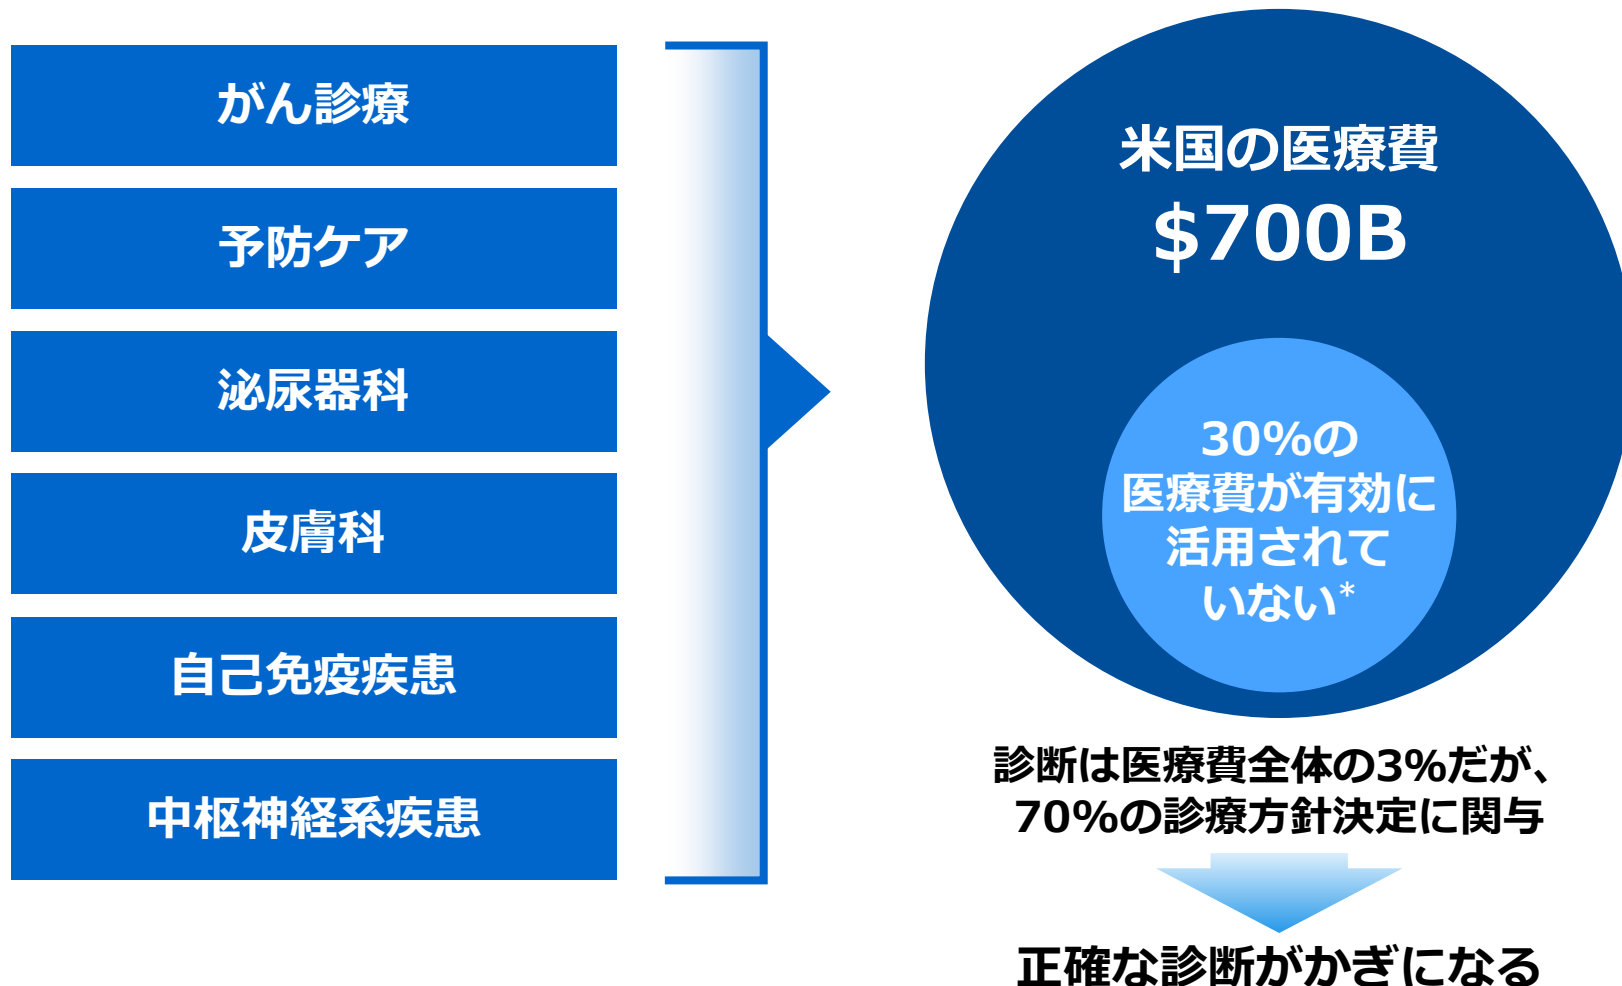 がん診療
予防ケア
泌尿器科
皮膚科
自己免疫疾患
中枢神経系疾患
米国の医療費
$700B
30%の
医療費が有効に
活用されて
いない*
診断は医療費全体の3%だが、
70%の診療方針決定に関与
正確な診断がかぎになる